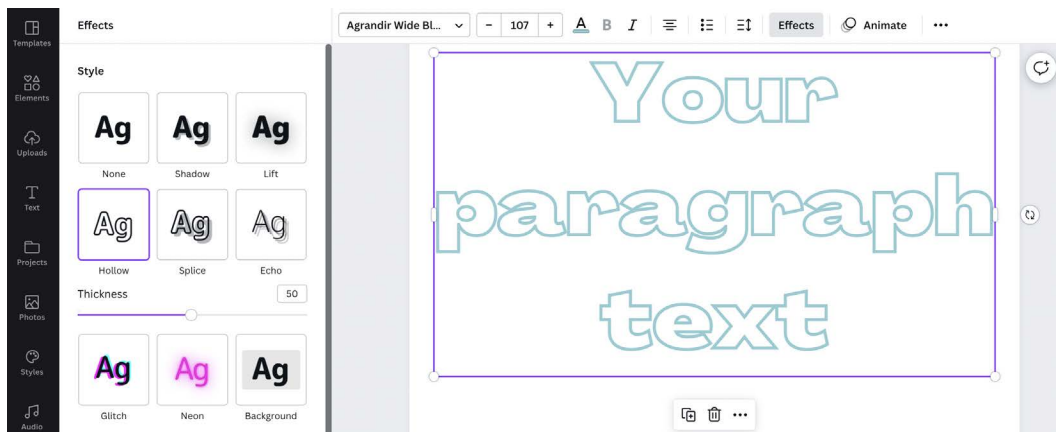 Effects
Agrandir Wide Bl...
- 107 +
A B I
Effects
Animate
Templates
Elements
Uploads
Text
Projects
Photos
Styles
Audio
Style
Ag Ag Ag
None Shadow Lift
Ag Ag Ag
Hollow Splice Echo
Thickness 50
Ag Ag Ag
Glitch Neon Background
Your
paragraph
text